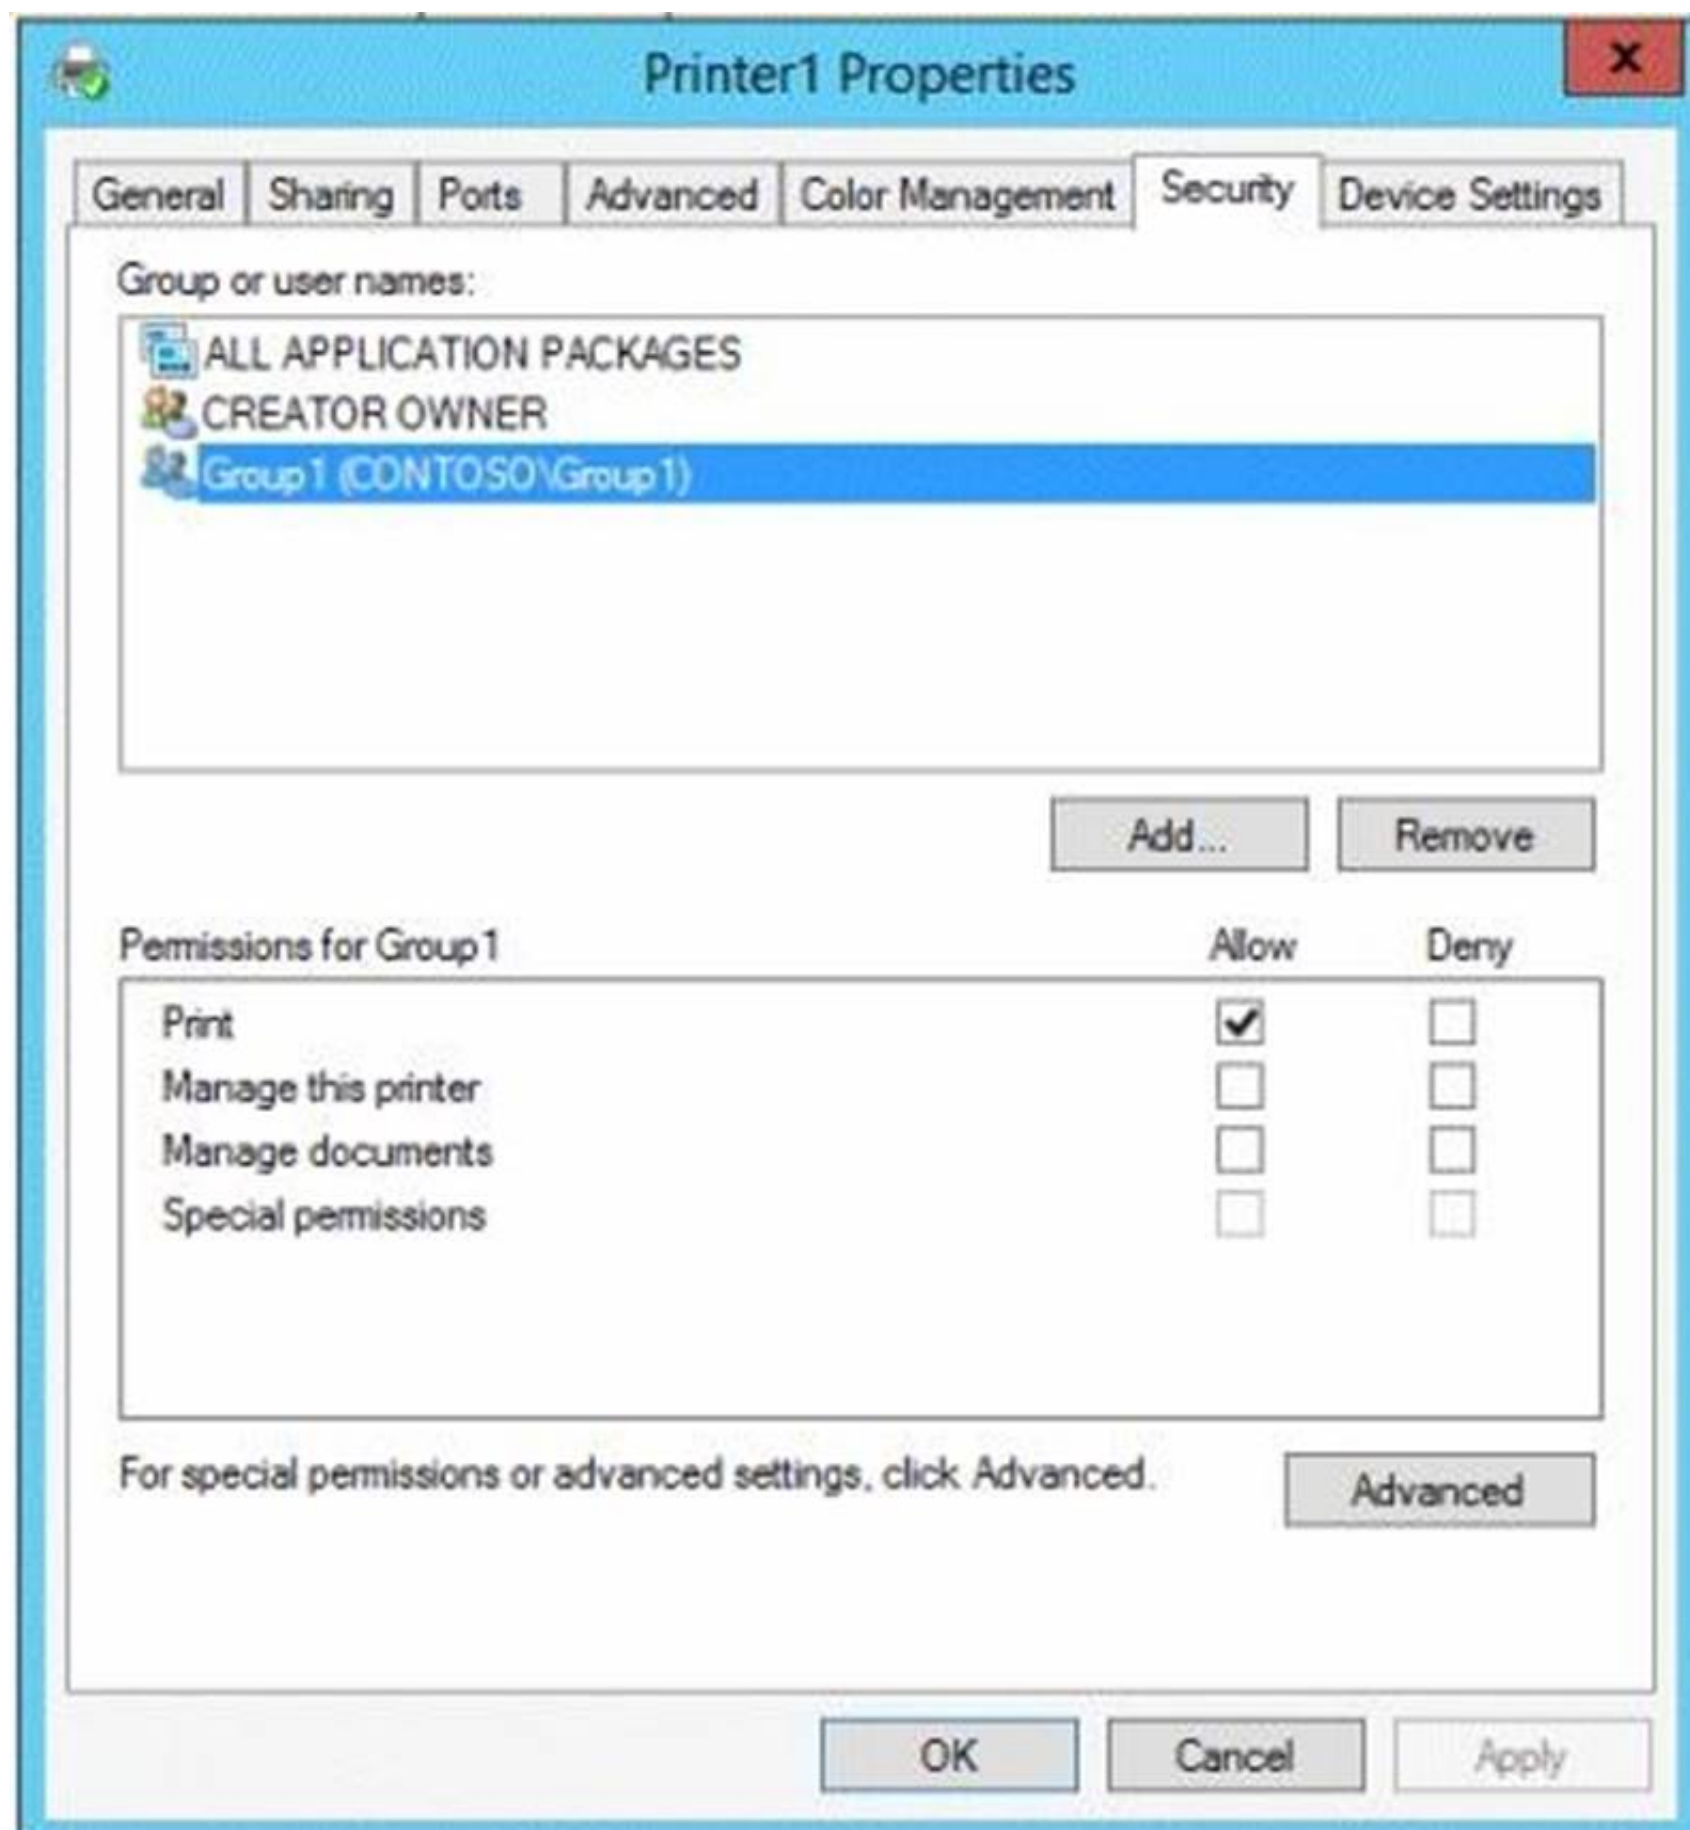 Printer1 Properties
x
General Sharing Ports Advanced Color Management Security Device Settings
Group or user names:
ALL APPLICATION PACKAGES
CREATOR OWNER
Group1 (CONTOSO\Group1)
Add... Remove
Permissions for Group1 Allow Deny
Print
Manage this printer
Manage documents
Special permissions
For special permissions or advanced settings, click Advanced. Advanced
OK Cancel Apply